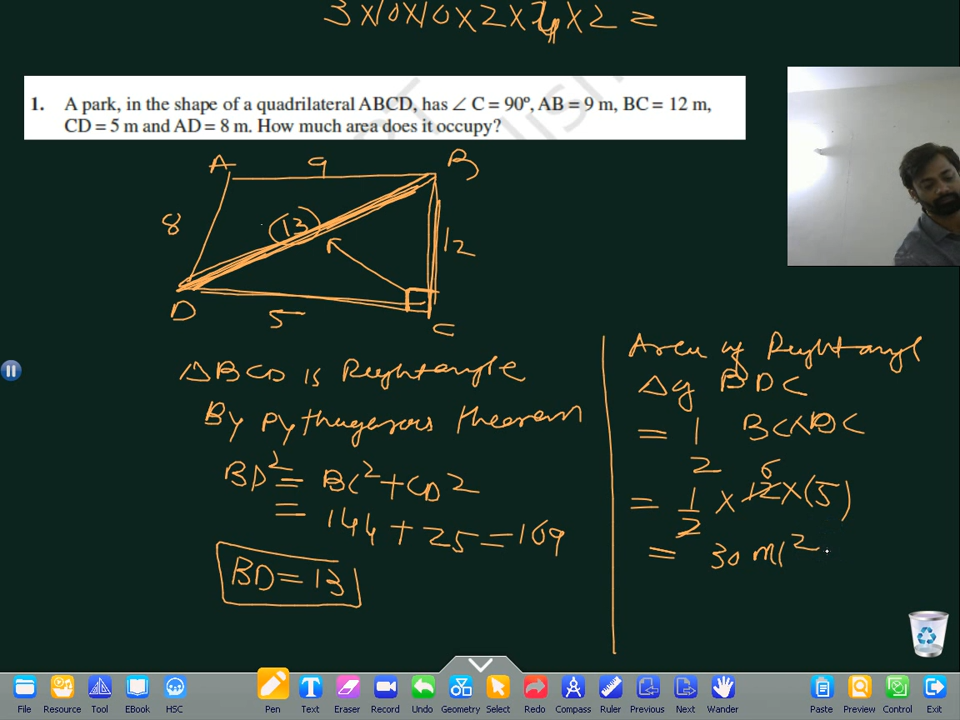 3×10×10×2×24×2=
1. A park, in the shape of a quadrilateral ABCD, has ∠ C = 90º, AB = 9 m, BC = 12 m,
CD = 5 m and AD = 8 m. How much area does it occupy?
A 9 B
8 (13) 12
D 5 C
ΔBCD is Rightangle
By Pythagorous theorem
BD² = BC²+CD²
= 144+25=169
BD=13
Area of Rightangl
Δ of BDC
= 1/2 BC×DC
= 1/2 × 12 6 ×(5)
= 30 m²
File Resource Tool EBook HSC Pen Text Eraser Record Undo Geometry Select Redo Compass Ruler Previous Next Wander Paste Preview Control Exit